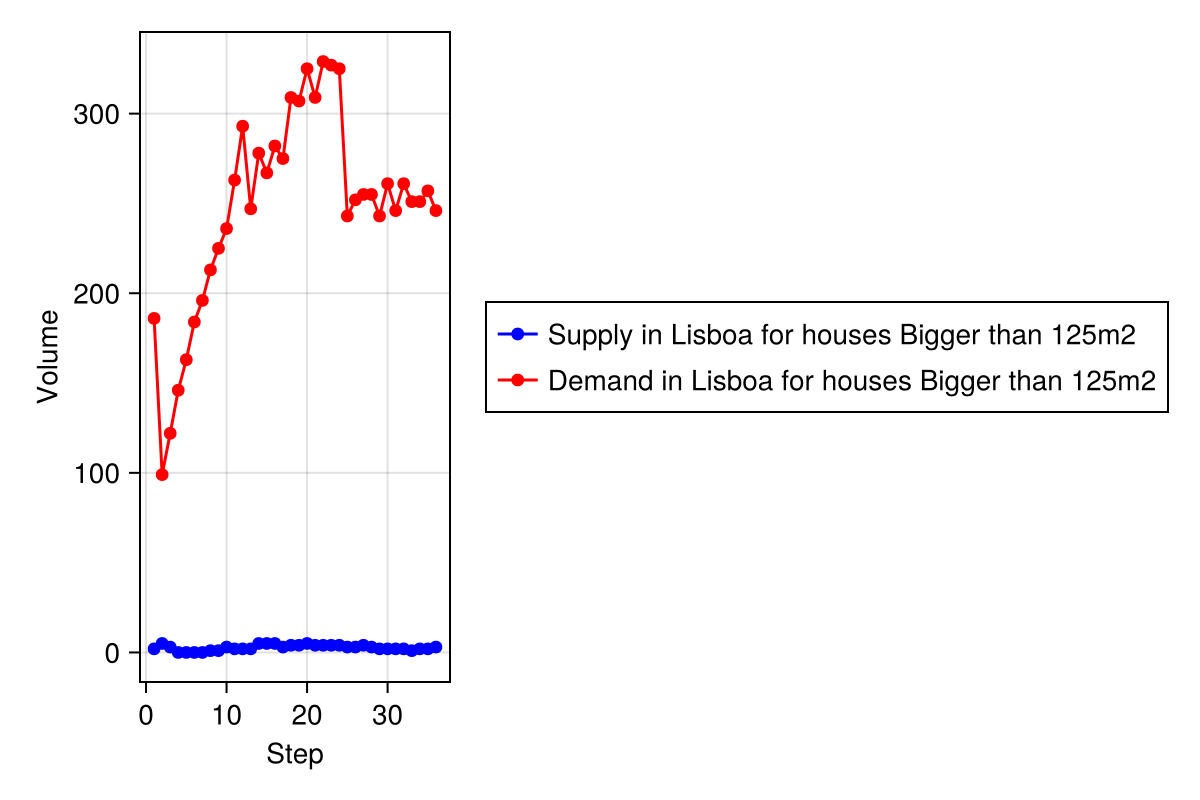 Volume
300
200
100
0
0 10 20 30
Step
Supply in Lisboa for houses Bigger than 125m2
Demand in Lisboa for houses Bigger than 125m2